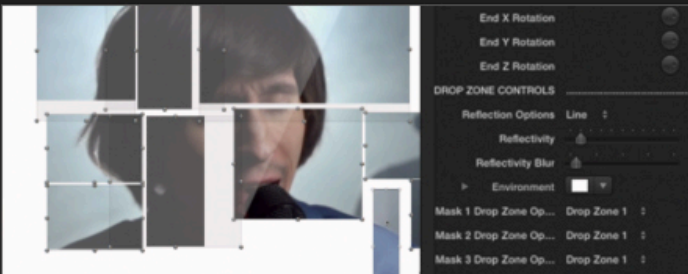 End X Rotation
End Y Rotation
End Z Rotation
DROP ZONE CONTROLS
Reflection Options Line
Reflectivity
Reflectivity Blur
Environment
Mask 1 Drop Zone Op... Drop Zone 1
Mask 2 Drop Zone Op... Drop Zone 1
Mask 3 Drop Zone Op... Drop Zone 1